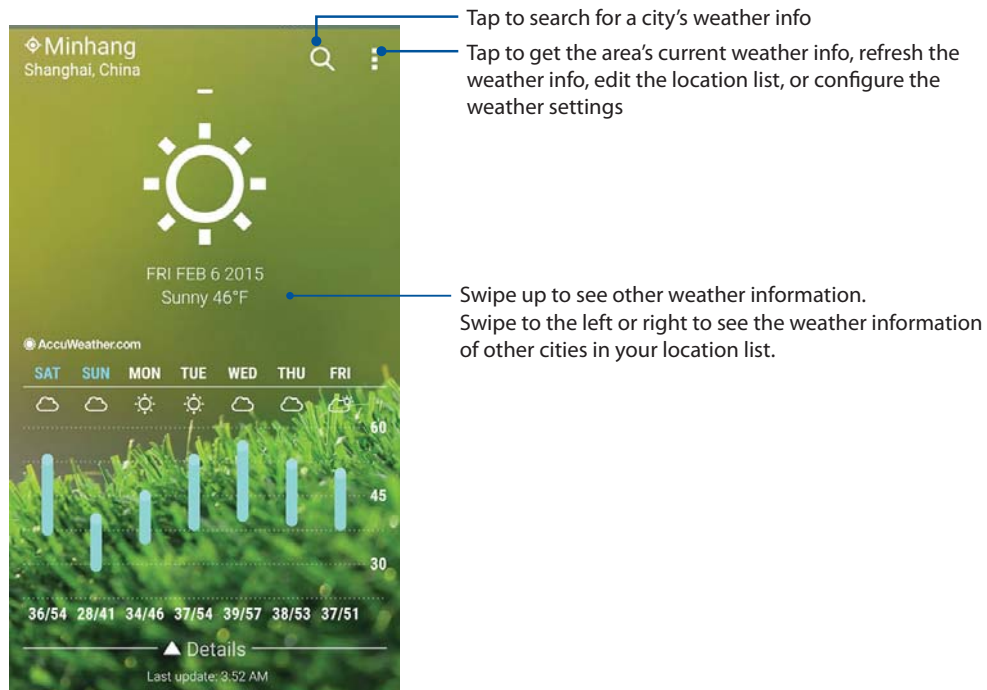 Tap to search for a city’s weather info
Tap to get the area’s current weather info, refresh the
weather info, edit the location list, or configure the
weather settings
Minhang
Shanghai, China
FRI FEB 6 2015
Sunny 46°F
Swipe up to see other weather information.
Swipe to the left or right to see the weather information
of other cities in your location list.
AccuWeather.com
SAT SUN MON TUE WED THU FRI
60
45
30
36/54 28/41 34/46 37/54 39/57 38/53 37/51
Details
Last update: 3:52 AM